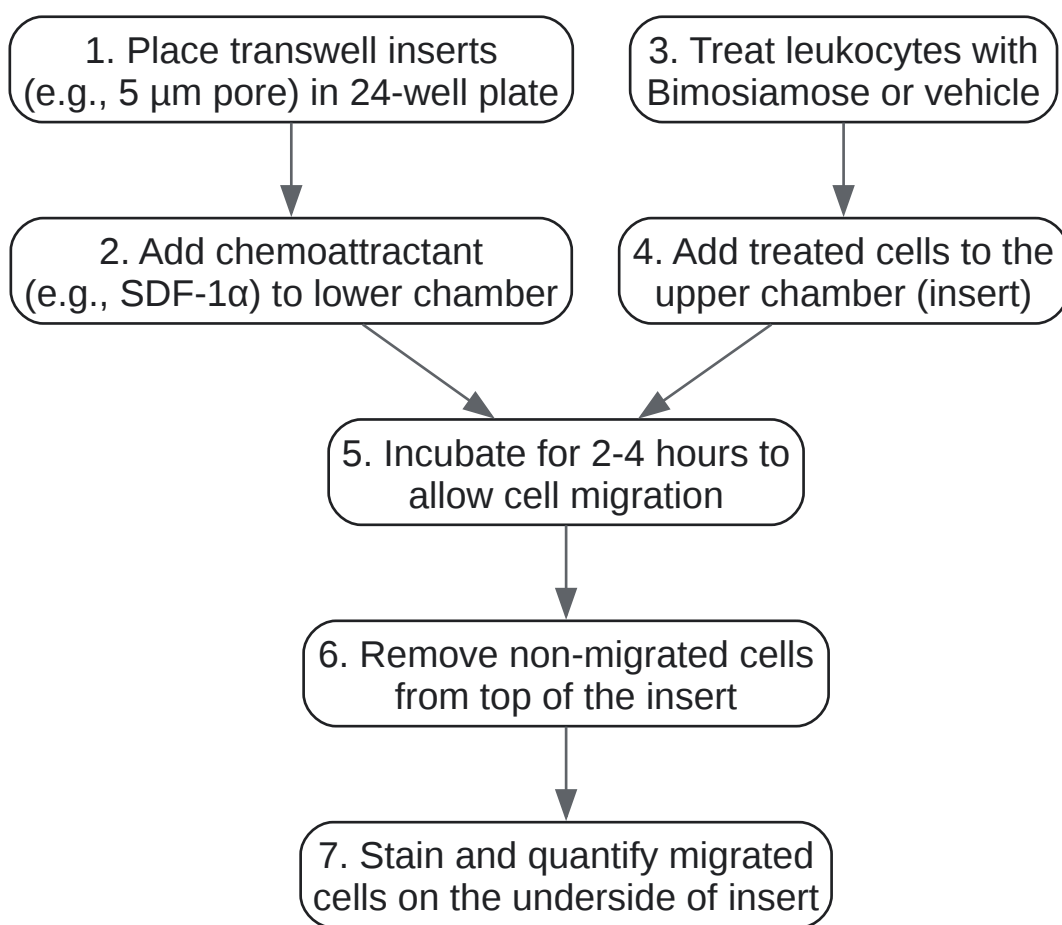 1. Place transwell inserts
(e.g., 5 µm pore) in 24-well plate
3. Treat leukocytes with
Bimosiamose or vehicle
2. Add chemoattractant
(e.g., SDF-1α) to lower chamber
4. Add treated cells to the
upper chamber (insert)
5. Incubate for 2-4 hours to
allow cell migration
6. Remove non-migrated cells
from top of the insert
7. Stain and quantify migrated
cells on the underside of insert